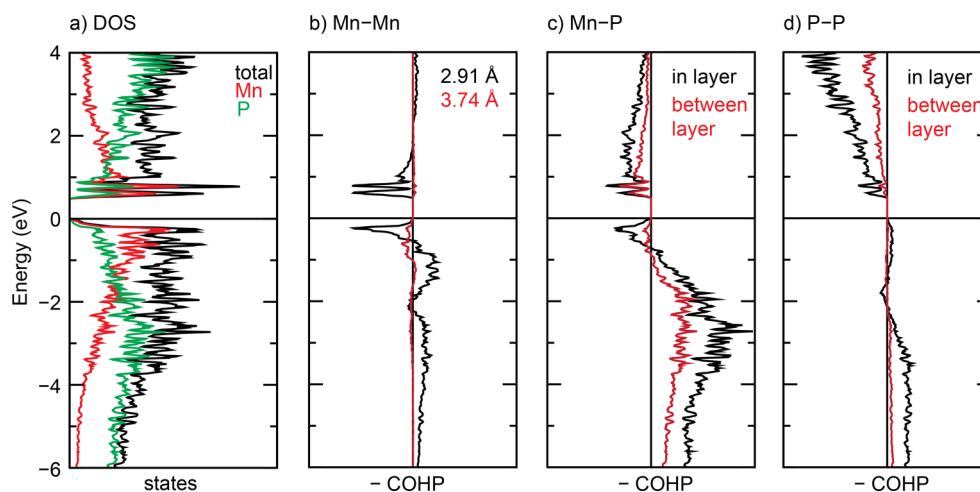 a) DOS
b) Mn−Mn
c) Mn−P
d) P−P
4
2
0
−2
−4
−6
Energy (eV)
total
Mn
P
2.91 Å
3.74 Å
in layer
between
layer
in layer
between
layer
states
− COHP
− COHP
− COHP